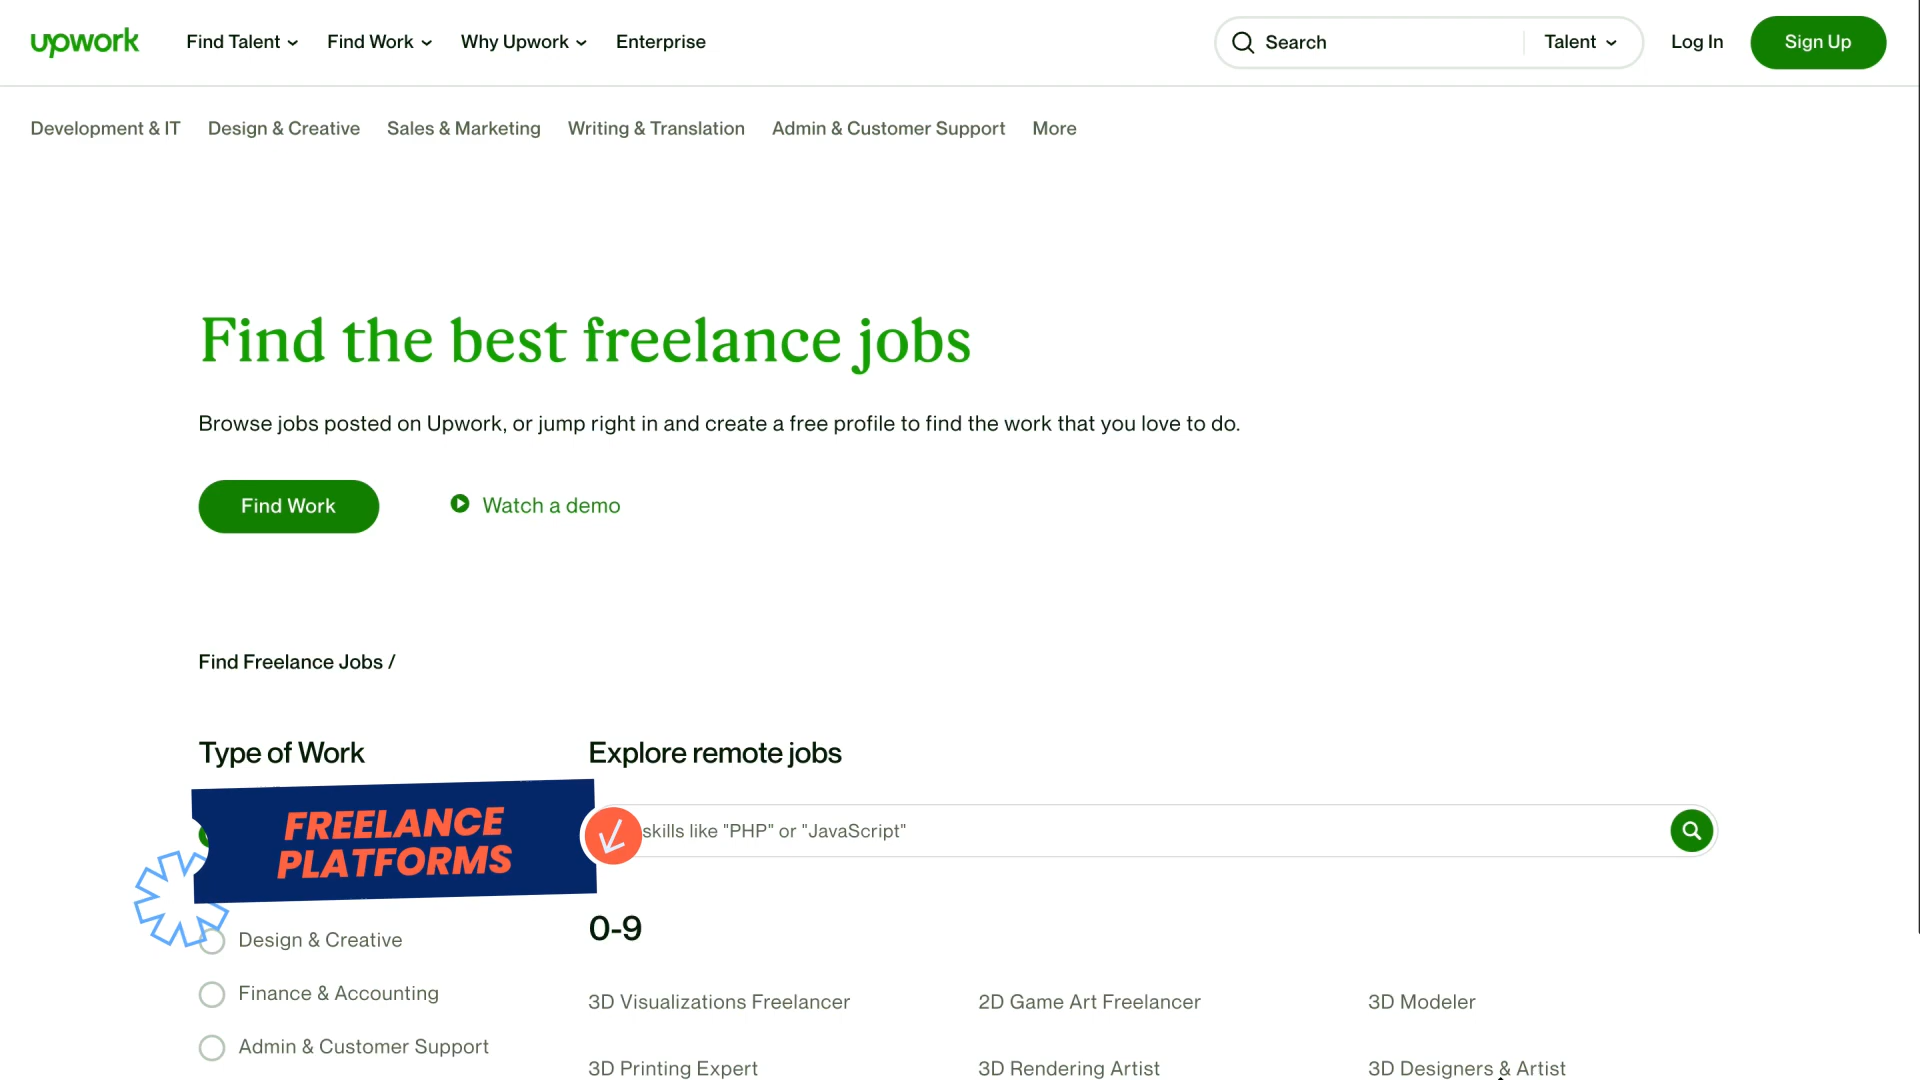 upwork
Find Talent
Find Work
Why Upwork
Enterprise
Search
Talent
Log In
Sign Up
Development & IT
Design & Creative
Sales & Marketing
Writing & Translation
Admin & Customer Support
More
Find the best freelance jobs
Browse jobs posted on Upwork, or jump right in and create a free profile to find the work that you love to do.
Find Work
Watch a demo
Find Freelance Jobs /
Type of Work
Explore remote jobs
FREELANCE
PLATFORMS
skills like "PHP" or "JavaScript"
0-9
Design & Creative
Finance & Accounting
Admin & Customer Support
3D Visualizations Freelancer
2D Game Art Freelancer
3D Modeler
3D Printing Expert
3D Rendering Artist
3D Designers & Artist